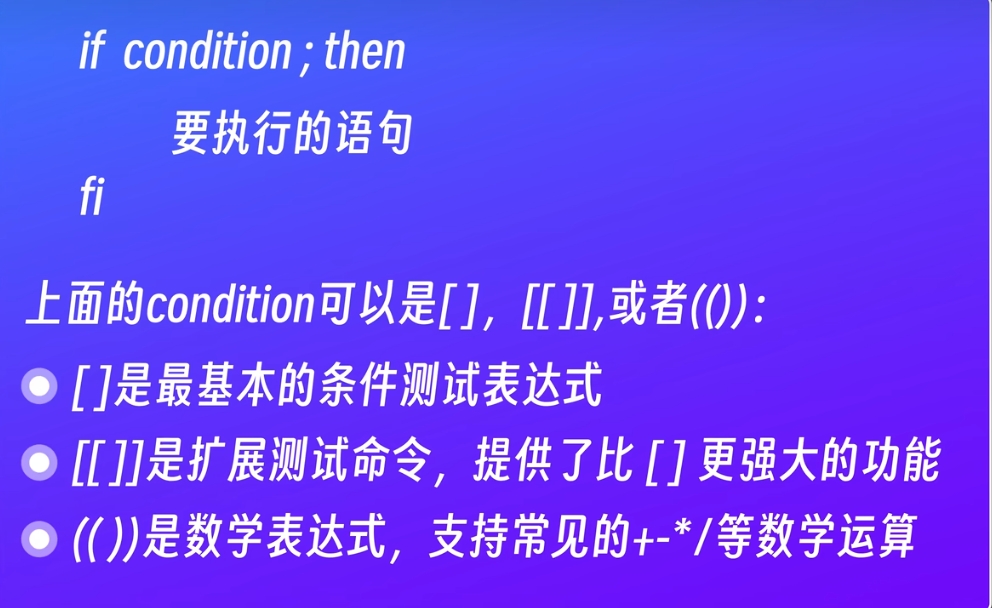 if condition ; then
要执行的语句
fi
上面的condition可以是[ ]，[[ ]],或者(())：
[ ]是最基本的条件测试表达式
[[ ]]是扩展测试命令，提供了比 [ ] 更强大的功能
(( ))是数学表达式，支持常见的+-*/等数学运算